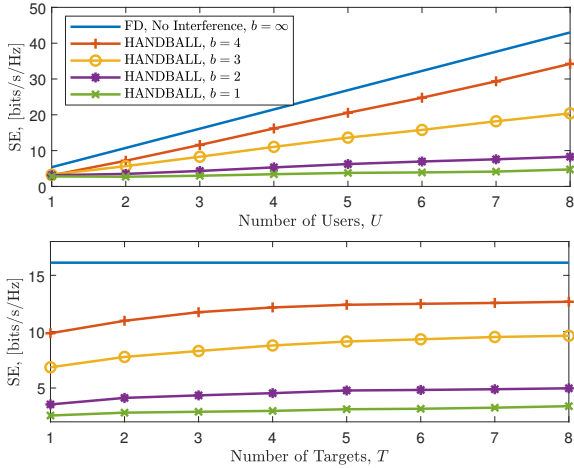 50
40
30
20
10
0
SE, [bits/s/Hz]
FD, No Interference, b = ∞
HANDBALL, b = 4
HANDBALL, b = 3
HANDBALL, b = 2
HANDBALL, b = 1
1 2 3 4 5 6 7 8
Number of Users, U
15
10
5
SE, [bits/s/Hz]
1 2 3 4 5 6 7 8
Number of Targets, T